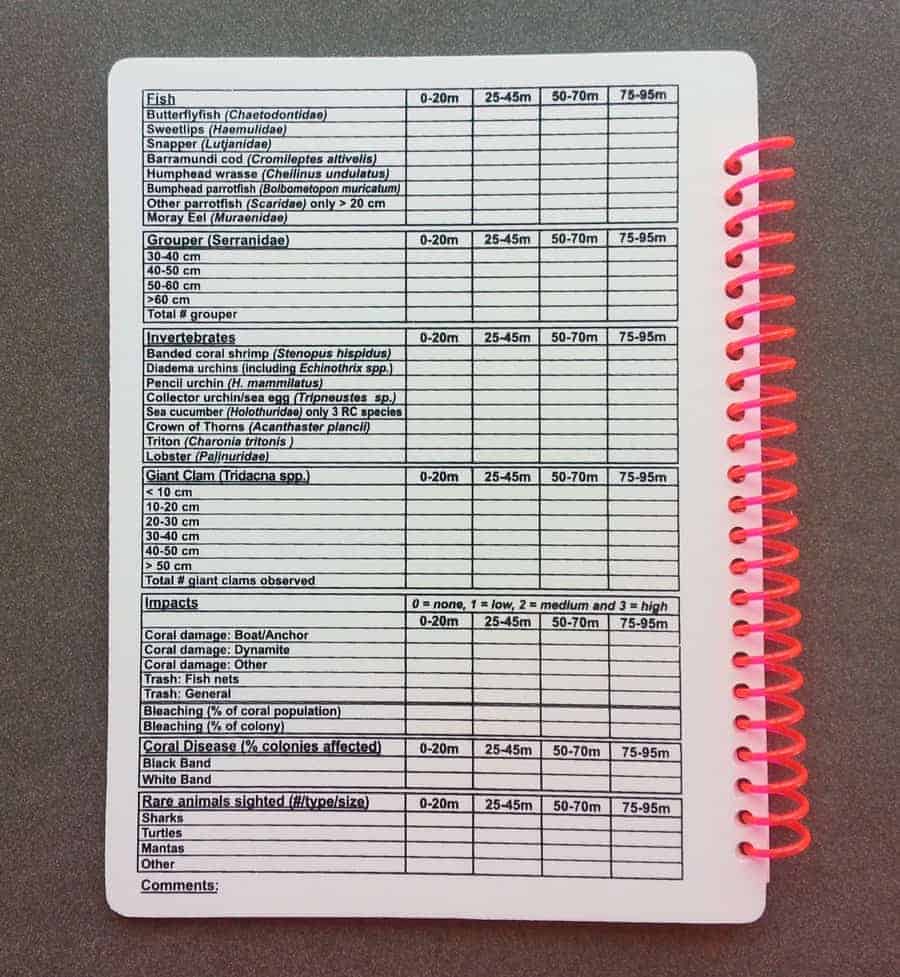 Fish 0-20m 25-45m 50-70m 75-95m
Butterflyfish (Chaetodontidae)
Sweetlips (Haemulidae)
Snapper (Lutjanidae)
Barramundi cod (Cromileptes altivelis)
Humphead wrasse (Cheilinus undulatus)
Bumphead parrotfish (Bolbometopon muricatum)
Other parrotfish (Scaridae) only > 20 cm
Moray Eel (Muraenidae)
Grouper (Serranidae) 0-20m 25-45m 50-70m 75-95m
30-40 cm
40-50 cm
50-60 cm
>60 cm
Total # grouper
Invertebrates 0-20m 25-45m 50-70m 75-95m
Banded coral shrimp (Stenopus hispidus)
Diadema urchins (including Echinothrix spp.)
Pencil urchin (H. mammilatus)
Collector urchin/sea egg (Tripneustes sp.)
Sea cucumber (Holothuridae) only 3 RC species
Crown of Thorns (Acanthaster plancii)
Triton (Charonia tritonis )
Lobster (Palinuridae)
Giant Clam (Tridacna spp.) 0-20m 25-45m 50-70m 75-95m
< 10 cm
10-20 cm
20-30 cm
30-40 cm
40-50 cm
> 50 cm
Total # giant clams observed
Impacts 0 = none, 1 = low, 2 = medium and 3 = high
0-20m 25-45m 50-70m 75-95m
Coral damage: Boat/Anchor
Coral damage: Dynamite
Coral damage: Other
Trash: Fish nets
Trash: General
Bleaching (% of coral population)
Bleaching (% of colony)
Coral Disease (% colonies affected) 0-20m 25-45m 50-70m 75-95m
Black Band
White Band
Rare animals sighted (#/type/size) 0-20m 25-45m 50-70m 75-95m
Sharks
Turtles
Mantas
Other
Comments: